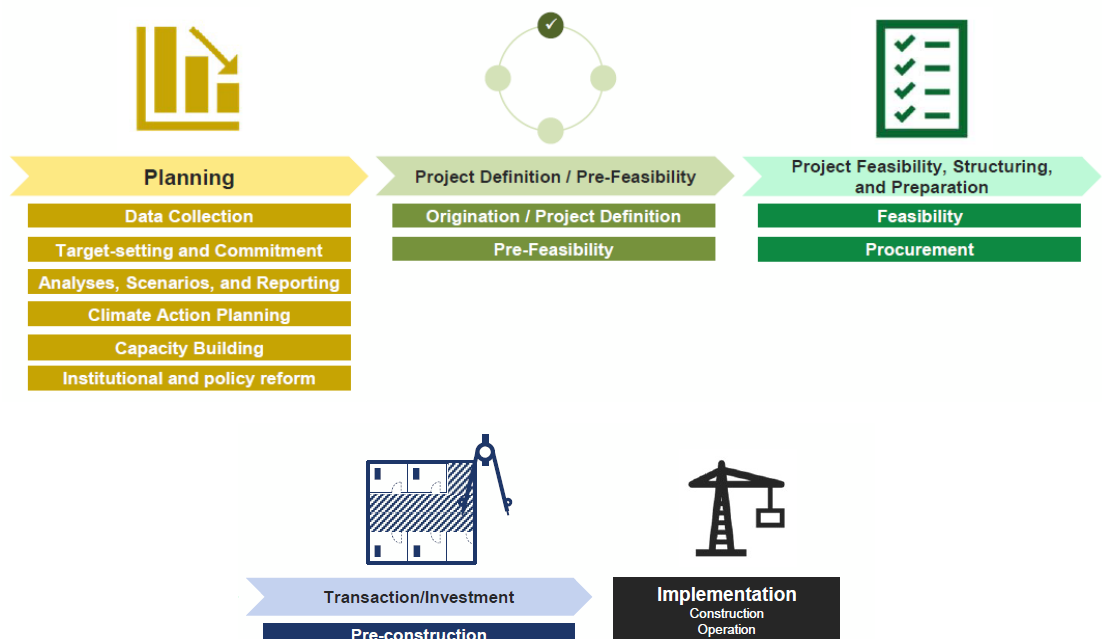 Planning
Data Collection
Target-setting and Commitment
Analyses, Scenarios, and Reporting
Climate Action Planning
Capacity Building
Institutional and policy reform
Project Definition / Pre-Feasibility
Origination / Project Definition
Pre-Feasibility
Project Feasibility, Structuring,
and Preparation
Feasibility
Procurement
Transaction/Investment
Pre-construction
Implementation
Construction
Operation